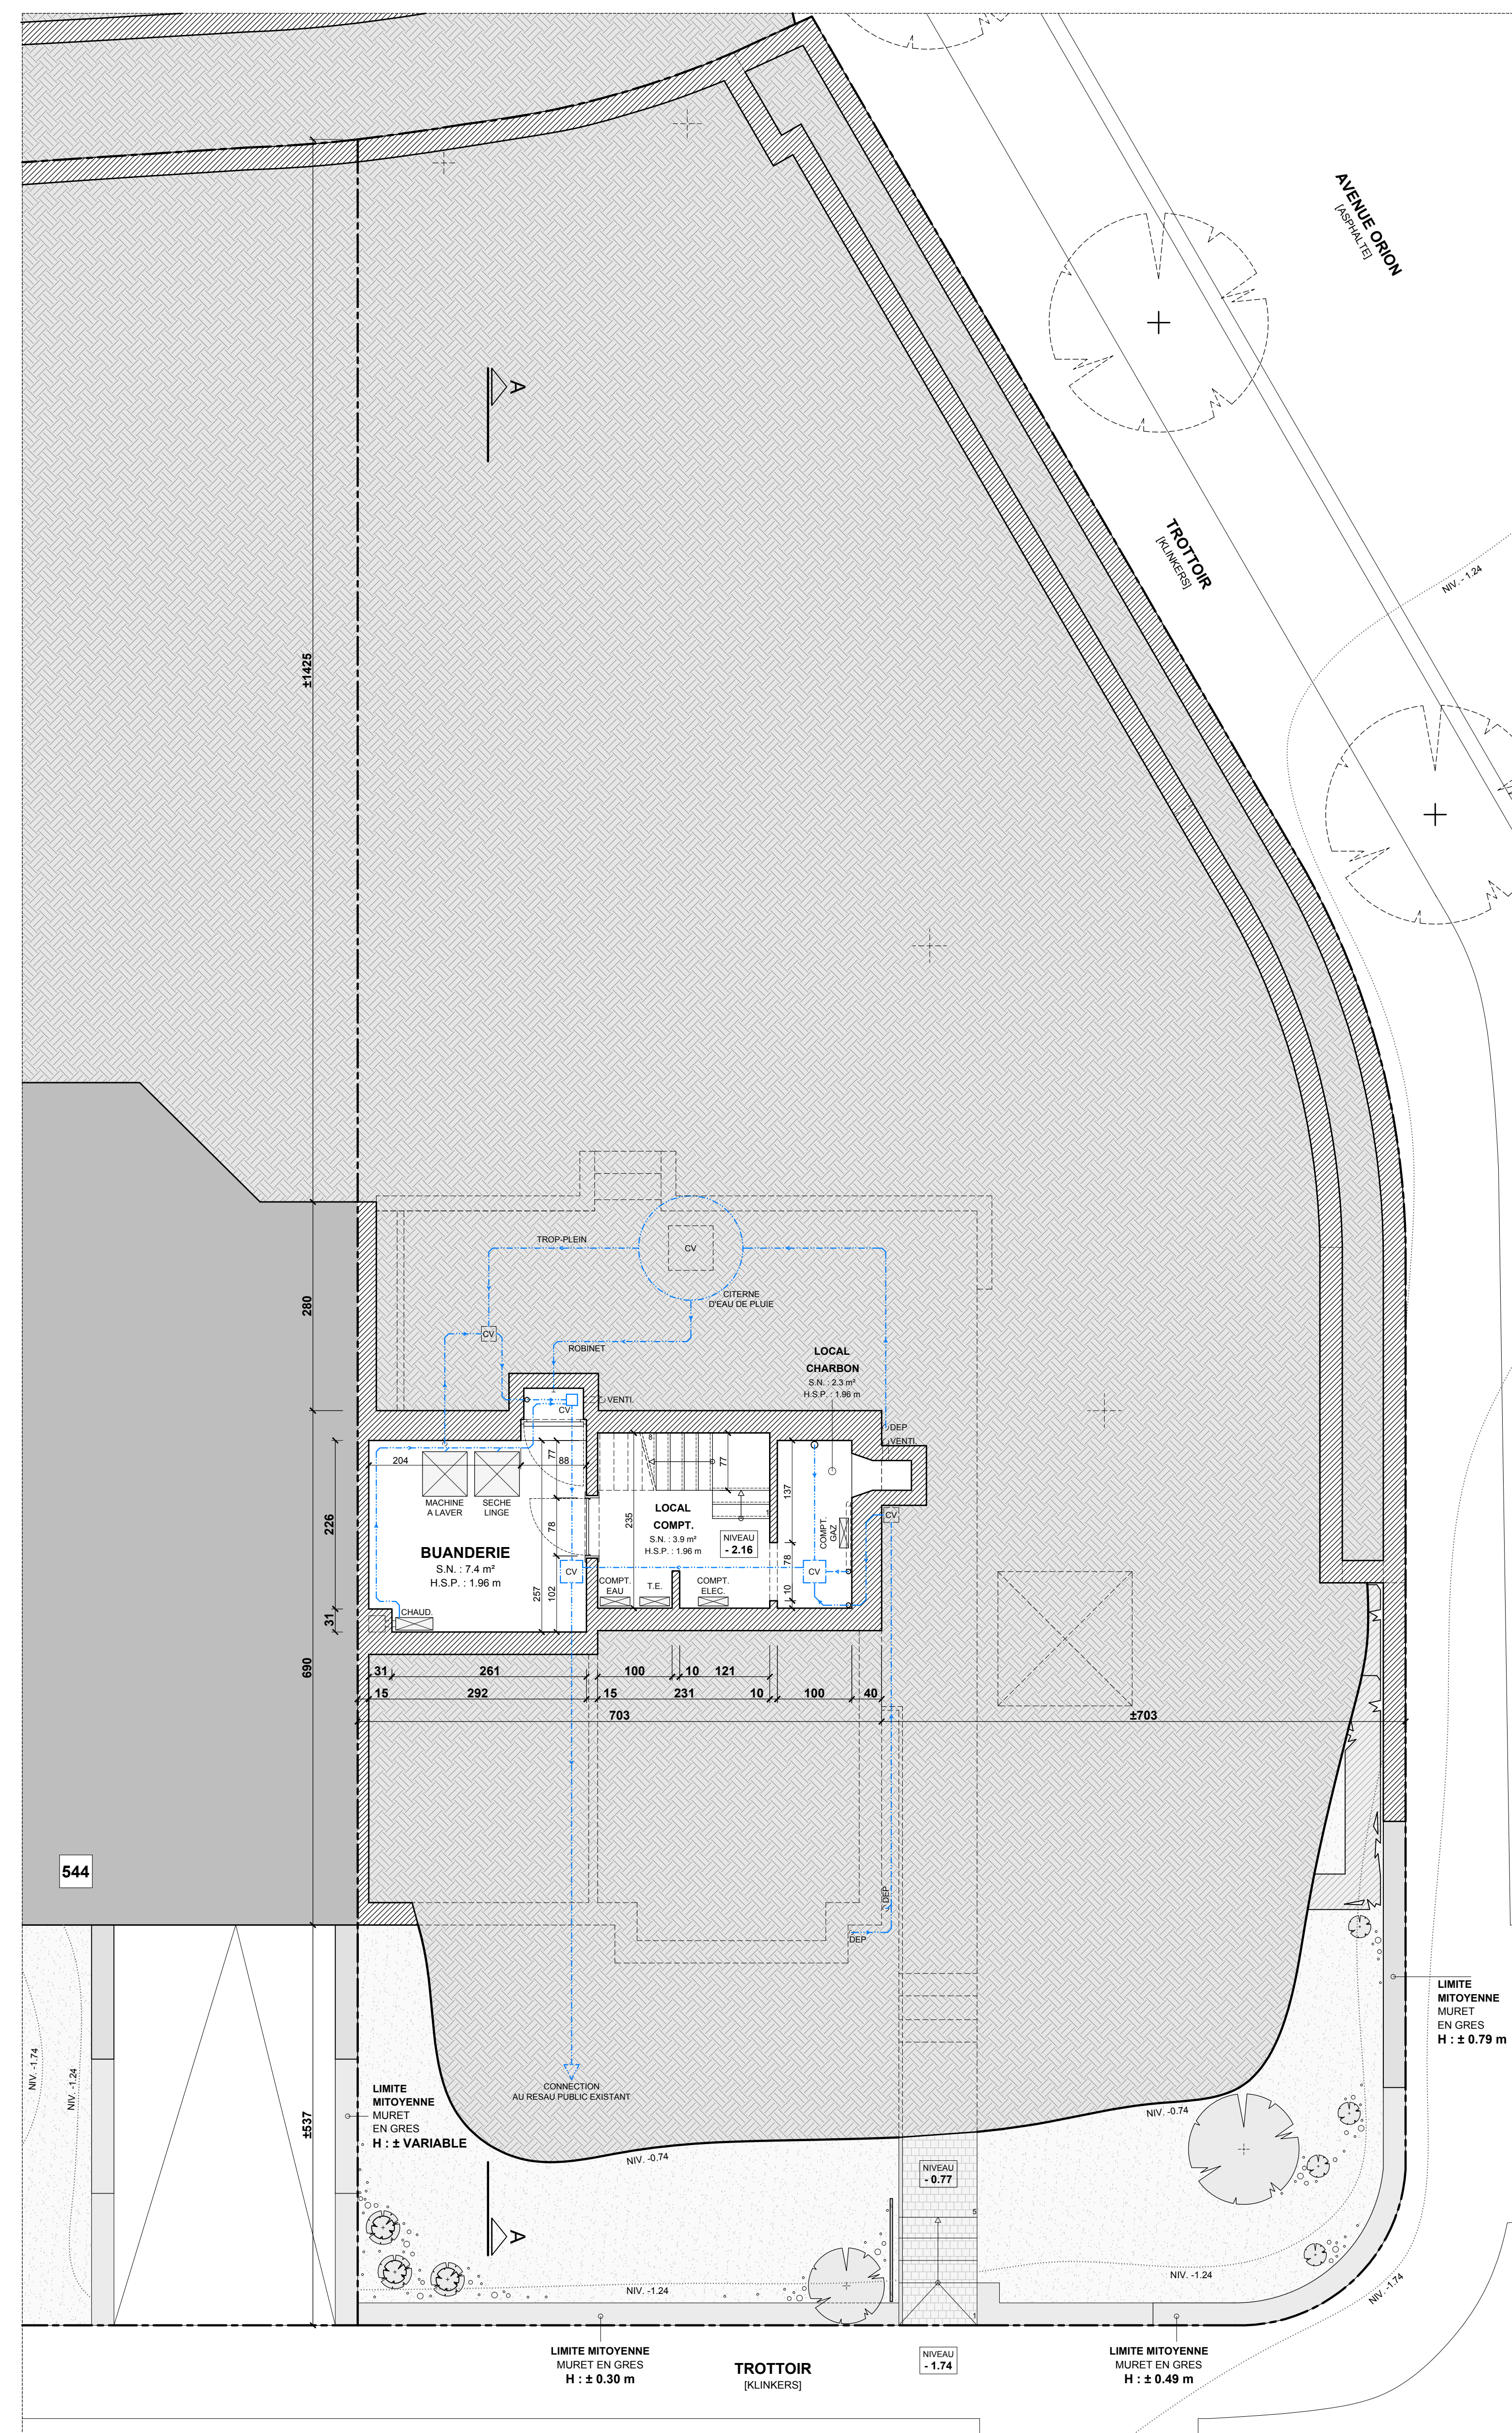 AVENUE ORION
[ASPHALTE]
A
±1425
TROTTOIR
[KLINKERS]
NIV. - 1.24
TROP-PLEIN
CV
CITERNE
D'EAU DE PLUIE
280
CV
ROBINET
LOCAL
CHARBON
S.N. : 2.3 m²
H.S.P. : 1.96 m
VENTI.
CV
DEP
VENTI.
8
204
77
88
77
137
MACHINE
A LAVER
SECHE
LINGE
226
235
LOCAL
COMPT.
S.N. : 3.9 m²
H.S.P. : 1.96 m
1
CV
COMPT.
GAZ
78
NIVEAU
- 2.16
BUANDERIE
S.N. : 7.4 m²
H.S.P. : 1.96 m
78
CV
CV
COMPT.
EAU
T.E.
COMPT.
ELEC.
257
102
10
CHAUD.
31
690
31
261
100
10
121
15
292
15
231
10
100
40
703
±703
544
DEP
DEP
LIMITE
MITOYENNE
MURET
EN GRES
H : ± 0.79 m
NIV. -1.74
NIV. -1.24
CONNECTION
AU RESAU PUBLIC EXISTANT
LIMITE
MITOYENNE
MURET
EN GRES
H : ± VARIABLE
±537
NIV. -0.74
NIV. -0.74
NIVEAU
- 0.77
5
A
NIV. -1.24
NIV. -1.24
NIV. -1.74
1
LIMITE MITOYENNE
MURET EN GRES
H : ± 0.30 m
TROTTOIR
[KLINKERS]
NIVEAU
- 1.74
LIMITE MITOYENNE
MURET EN GRES
H : ± 0.49 m